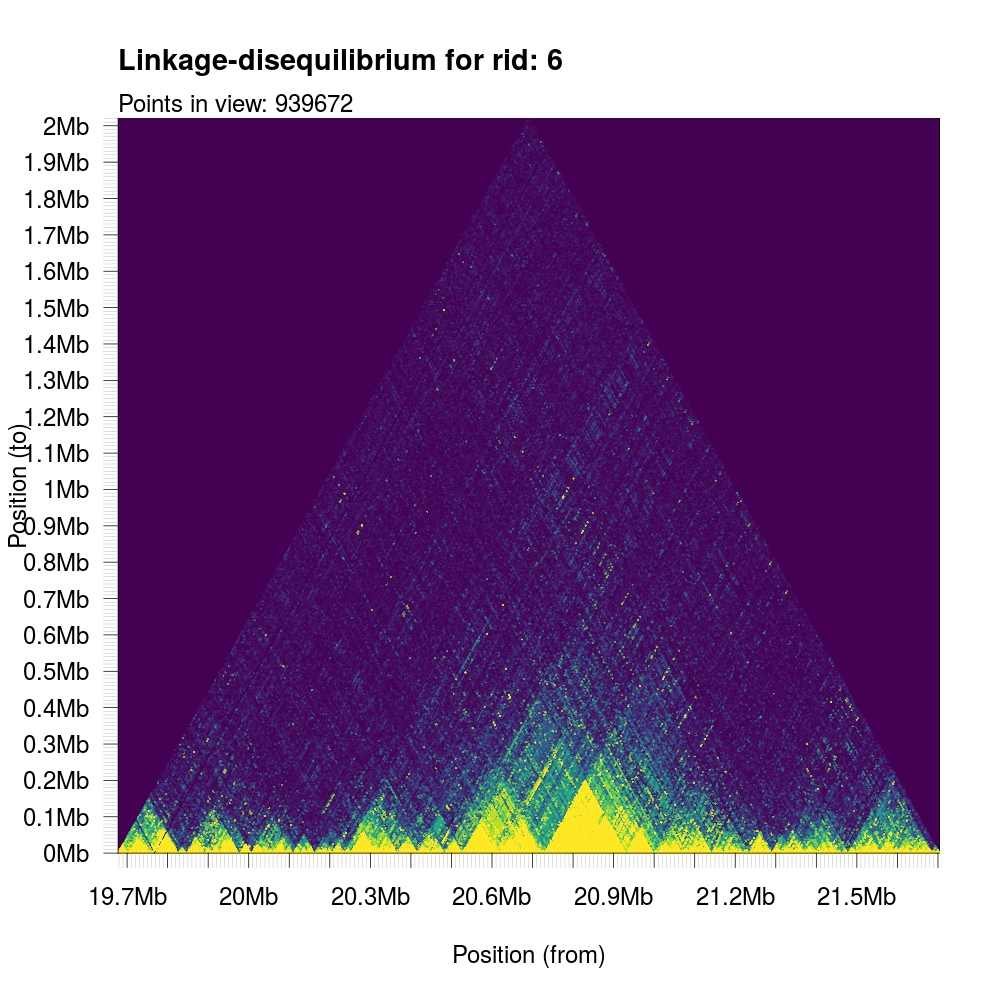 Linkage-disequilibrium for rid: 6
Points in view: 939672
2Mb
1.9Mb
1.8Mb
1.7Mb
1.6Mb
1.5Mb
1.4Mb
1.3Mb
1.2Mb
1.1Mb
1Mb
0.9Mb
0.8Mb
0.7Mb
0.6Mb
0.5Mb
0.4Mb
0.3Mb
0.2Mb
0.1Mb
0Mb
Position (to)
19.7Mb 20Mb 20.3Mb 20.6Mb 20.9Mb 21.2Mb 21.5Mb
Position (from)